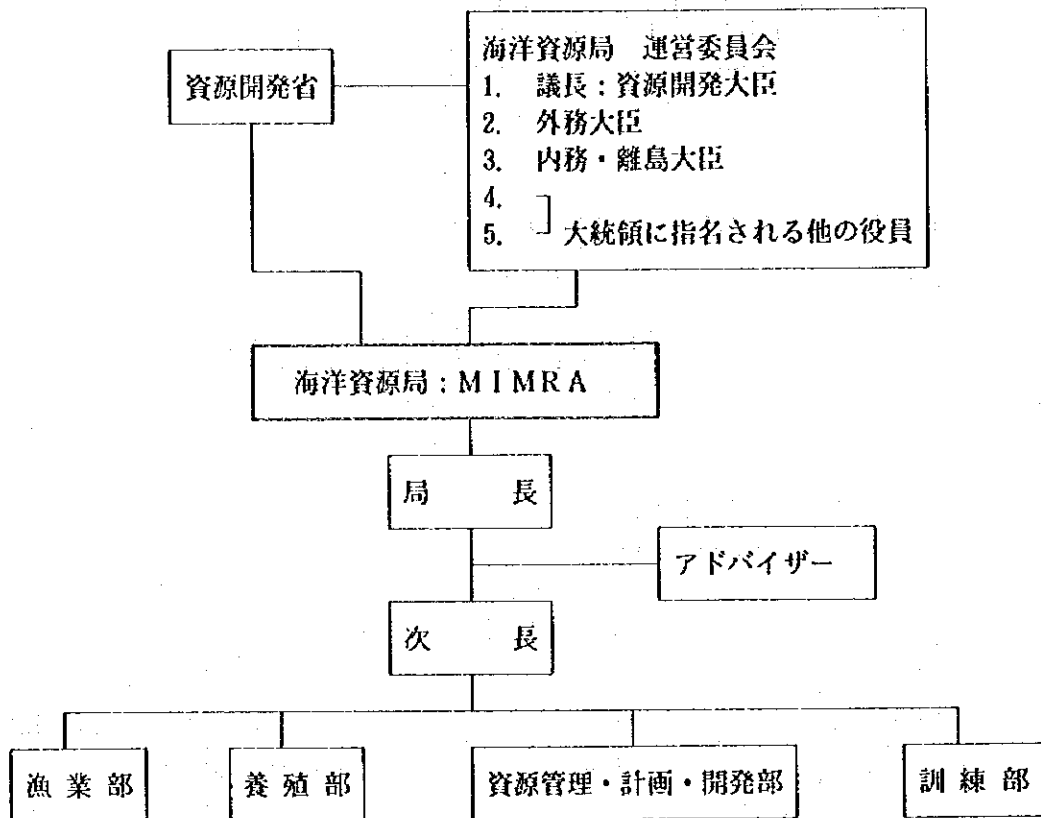 海洋資源局 運営委員会
資源開発省
1. 議長：資源開発大臣
2. 外務大臣
3. 内務・離島大臣
4.
5. 大統領に指名される他の役員
海洋資源局：ＭＩＭＲＡ
局 長
アドバイザー
次 長
漁 業 部
養 殖 部
資源管理・計画・開発部
訓 練 部